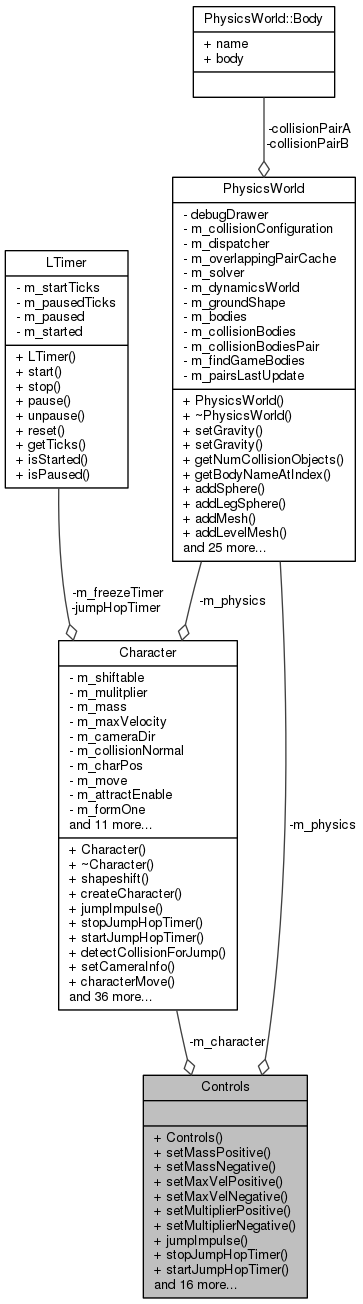 PhysicsWorld::Body
+ name
+ body
-collisionPairA
-collisionPairB
PhysicsWorld
- debugDrawer
- m_collisionConfiguration
- m_dispatcher
- m_overlappingPairCache
- m_solver
- m_dynamicsWorld
- m_groundShape
- m_bodies
- m_collisionBodies
- m_collisionBodiesPair
- m_findGameBodies
- m_pairsLastUpdate
+ PhysicsWorld()
+ ~PhysicsWorld()
+ setGravity()
+ setGravity()
+ getNumCollisionObjects()
+ getBodyNameAtIndex()
+ addSphere()
+ addLegSphere()
+ addMesh()
+ addLevelMesh()
and 25 more...
LTimer
- m_startTicks
- m_pausedTicks
- m_paused
- m_started
+ LTimer()
+ start()
+ stop()
+ pause()
+ unpause()
+ reset()
+ getTicks()
+ isStarted()
+ isPaused()
-m_freezeTimer
-jumpHopTimer
-m_physics
Character
- m_shiftable
- m_mulitplier
- m_mass
- m_maxVelocity
- m_cameraDir
- m_collisionNormal
- m_charPos
- m_move
- m_attractEnable
- m_formOne
and 11 more...
+ Character()
+ ~Character()
+ shapeshift()
+ createCharacter()
+ jumpImpulse()
+ stopJumpHopTimer()
+ startJumpHopTimer()
+ detectCollisionForJump()
+ setCameraInfo()
+ characterMove()
and 36 more...
-m_physics
-m_character
Controls
+ Controls()
+ setMassPositive()
+ setMassNegative()
+ setMaxVelPositive()
+ setMaxVelNegative()
+ setMultiplierPositive()
+ setMultiplierNegative()
+ jumpImpulse()
+ stopJumpHopTimer()
+ startJumpHopTimer()
and 16 more...